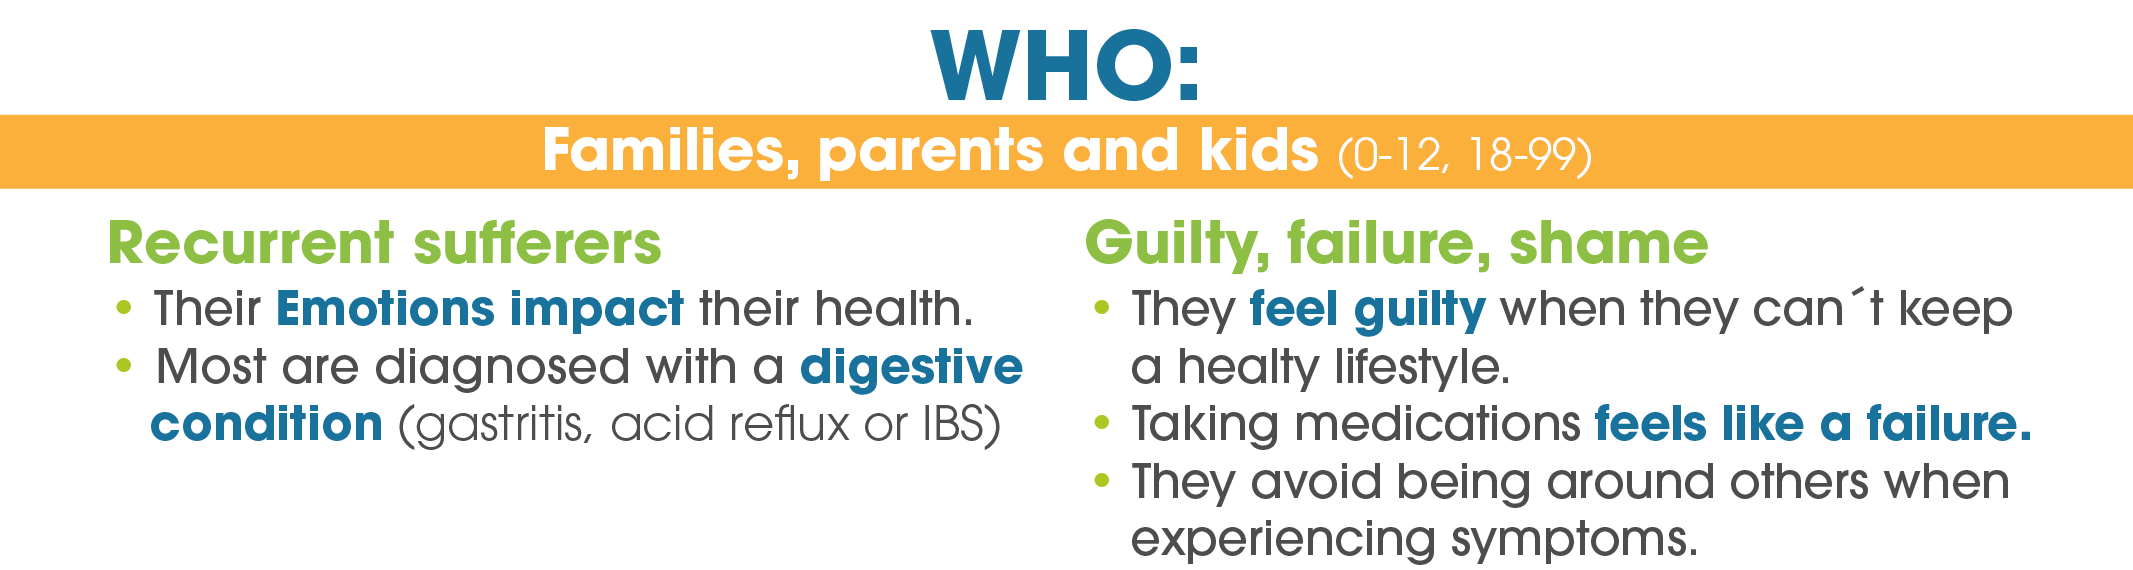 WHO:
Families, parents and kids (0-12, 18-99)
Recurrent sufferers
• Their Emotions impact their health.
• Most are diagnosed with a digestive
condition (gastritis, acid reflux or IBS)
Guilty, failure, shame
• They feel guilty when they can´t keep
a healty lifestyle.
• Taking medications feels like a failure.
• They avoid being around others when
experiencing symptoms.